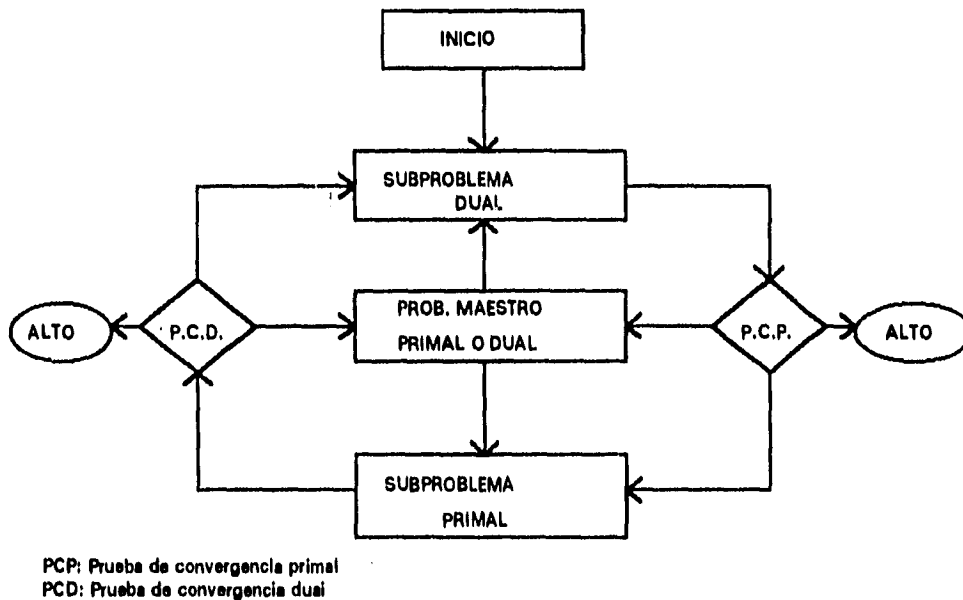 INICIO
SUBPROBLEMA
DUAL
ALTO
P.C.D.
PROB. MAESTRO
PRIMAL O DUAL
P.C.P.
ALTO
SUBPROBLEMA
PRIMAL
PCP: Prueba de convergencia primal
PCD: Prueba de convergencia dual